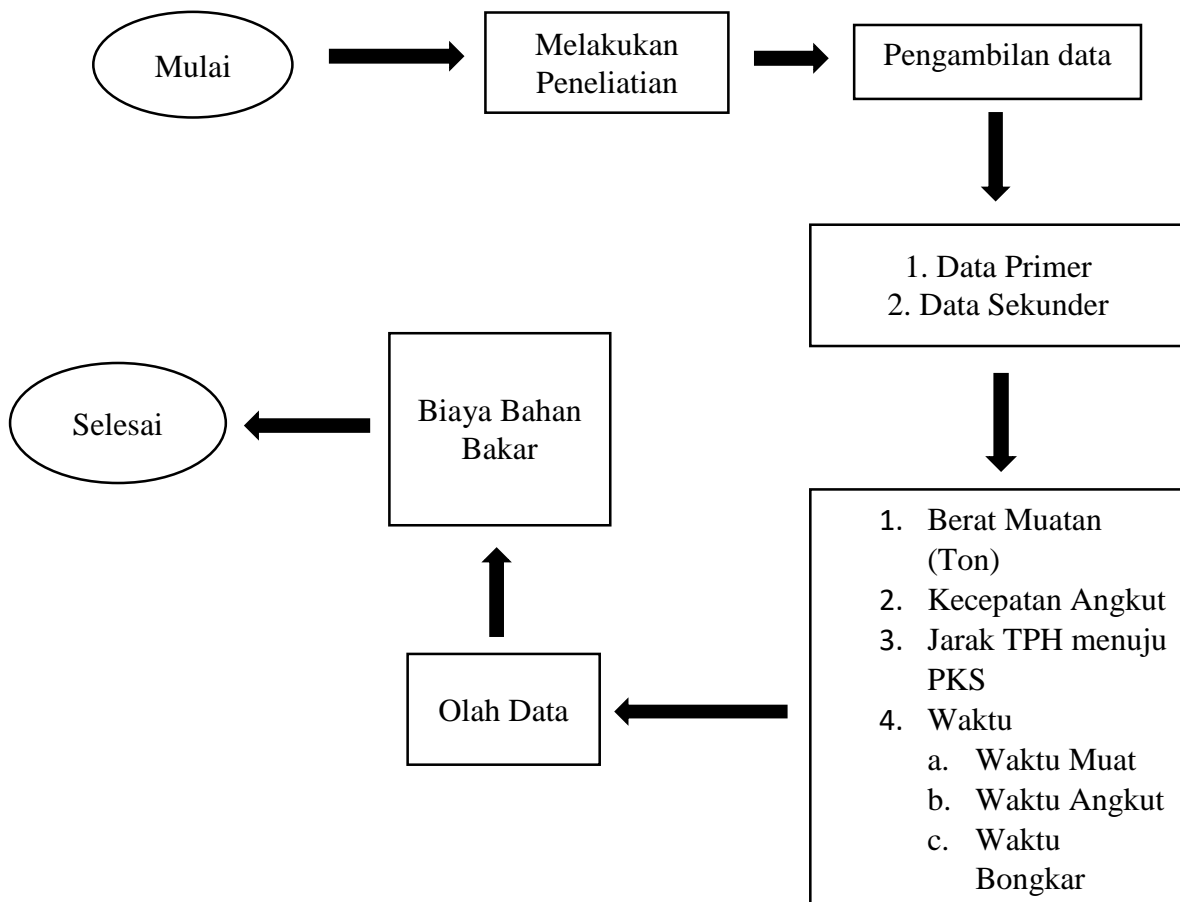 Mulai
Melakukan
Peneliatian
Pengambilan data
1. Data Primer
2. Data Sekunder
1. Berat Muatan
(Ton)
2. Kecepatan Angkut
3. Jarak TPH menuju
PKS
4. Waktu
a. Waktu Muat
b. Waktu Angkut
c. Waktu
Bongkar
Olah Data
Biaya Bahan
Bakar
Selesai